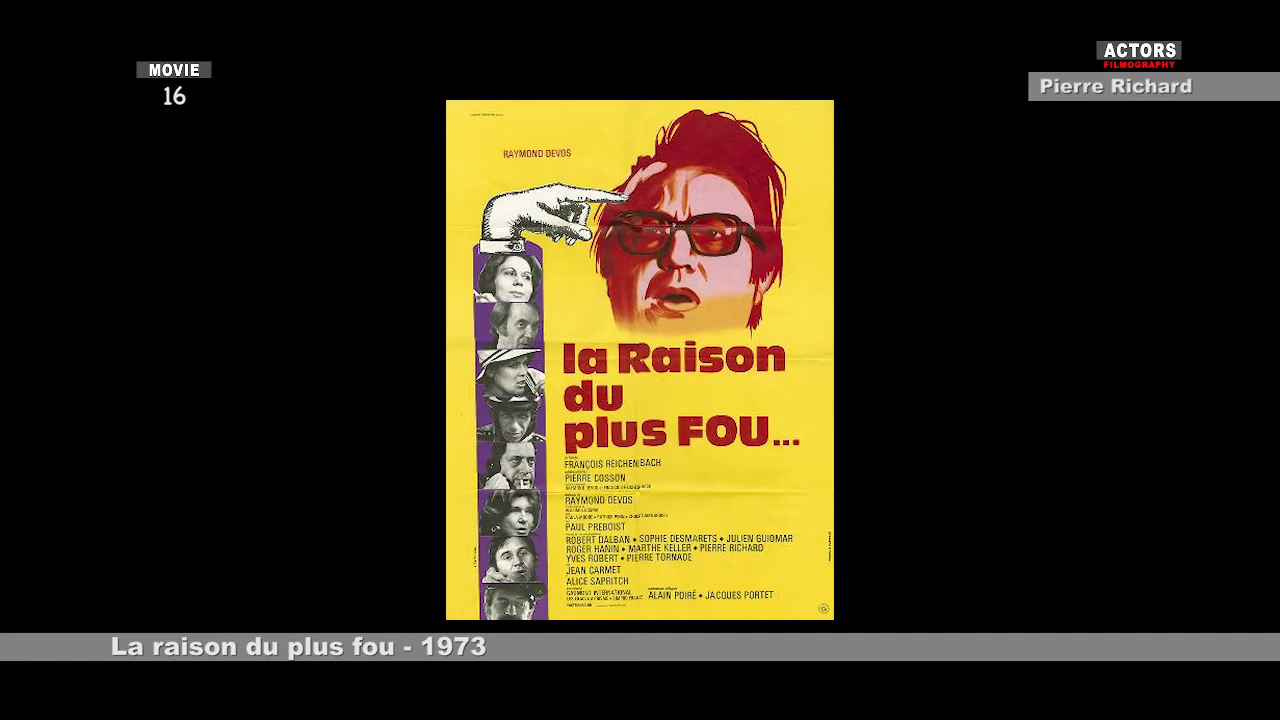 MOVIE
16
ACTORS
FILMOGRAPHY
Pierre Richard
RAYMOND DEVOS
la Raison
du
plus FOU...
FRANÇOIS REICHENBACH
PIERRE COSSON
RAYMOND DEVOS
PAUL PREBOIST
ROBERT DALBAN • SOPHIE DESMARETS • JULIEN GUIOMAR
ROGER HANIN • MARTHE KELLER • PIERRE RICHARD
YVES ROBERT • PIERRE TORNADE
JEAN CARMET
ALICE SAPRITCH
GAUMONT INTERNATIONAL
ALAIN POIRÉ • JACQUES PORTET
La raison du plus fou - 1973